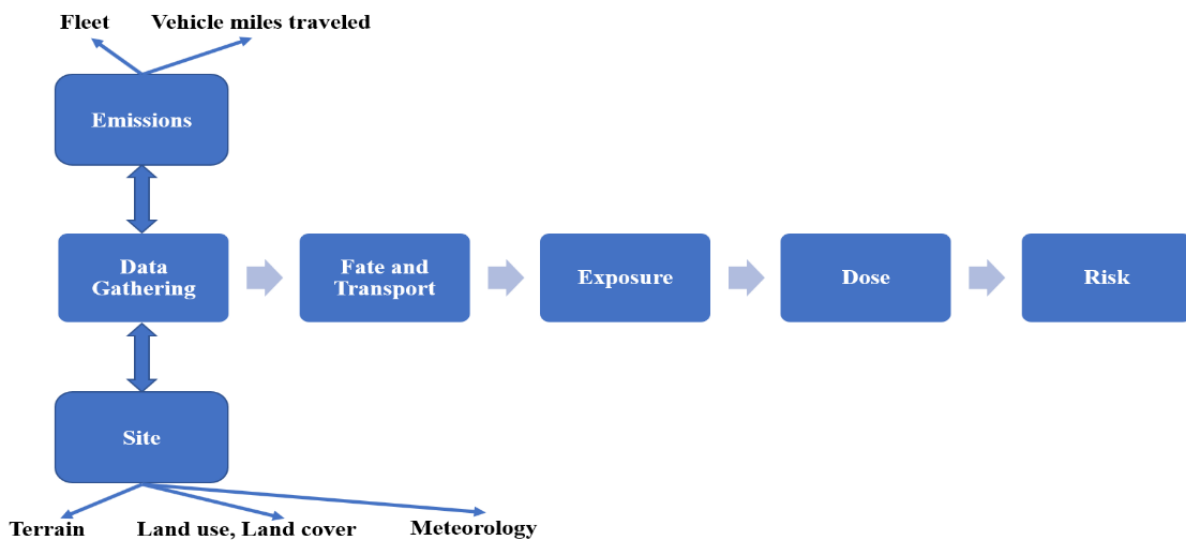 Fleet
Vehicle miles traveled
Emissions
Data
Gathering
Fate and
Transport
Exposure
Dose
Risk
Site
Terrain
Land use, Land cover
Meteorology